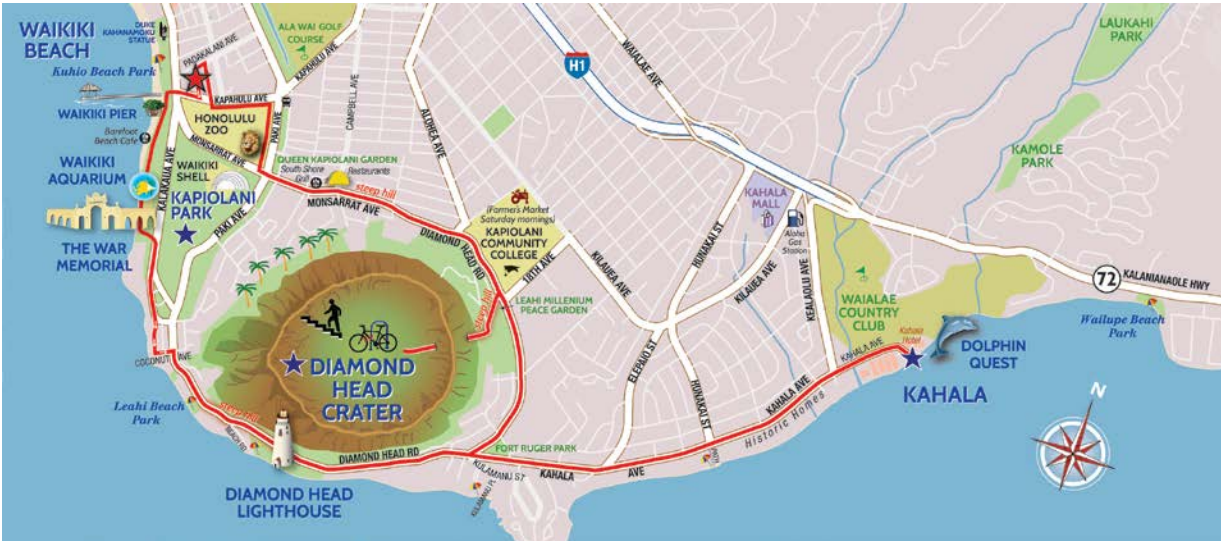 WAIKIKI
BEACH
DUKE
KAHANAMOKU
STATUE
PAOAKALANI AVE
Kuhio Beach Park
WAIKIKI PIER
Barefoot
Beach Cafe
WAIKIKI
AQUARIUM
THE WAR
MEMORIAL
ALA WAI GOLF
COURSE
KAPAHULU AVE
KAPAHULU AVE
HONOLULU
ZOO
MONSARRAT AVE
PAKI AVE
KALAKAUA AVE
WAIKIKI
SHELL
KAPIOLANI
PARK
PAKI AVE
QUEEN KAPIOLANI GARDEN
South Shore
Grill
Restaurants
steep hill
MONSARRAT AVE
CAMPBELL AVE
ALOHEA AVE
WAIALAE AVE
H1
(Farmer's Market
Saturday mornings)
KAPIOLANI
COMMUNITY
COLLEGE
DIAMOND HEAD RD
18TH AVE
steep hill
LEAHI MILLENIUM
PEACE GARDEN
DIAMOND
HEAD
CRATER
COCONUT AVE
Leahi Beach
Park
steep hill
BEACH RD
DIAMOND HEAD RD
DIAMOND HEAD
LIGHTHOUSE
FORT RUGER PARK
KULAMANU ST
KULAMANU PL
KAHALA
AVE
KILAUEA AVE
ELEPAIO ST
HUNAKAI ST
HUNAKAI ST
KILAUEA AVE
KAHALA
MALL
Aloha
Gas
Station
KEALAOLU AVE
PATH
KAHALA AVE
Historic Homes
WAIALAE
COUNTRY
CLUB
KAHALA AVE
Kahala
Hotel
DOLPHIN
QUEST
KAHALA
LAUKAHI
PARK
KAMOLE
PARK
72
KALANIANAOLE HWY
Wailupe Beach
Park
N